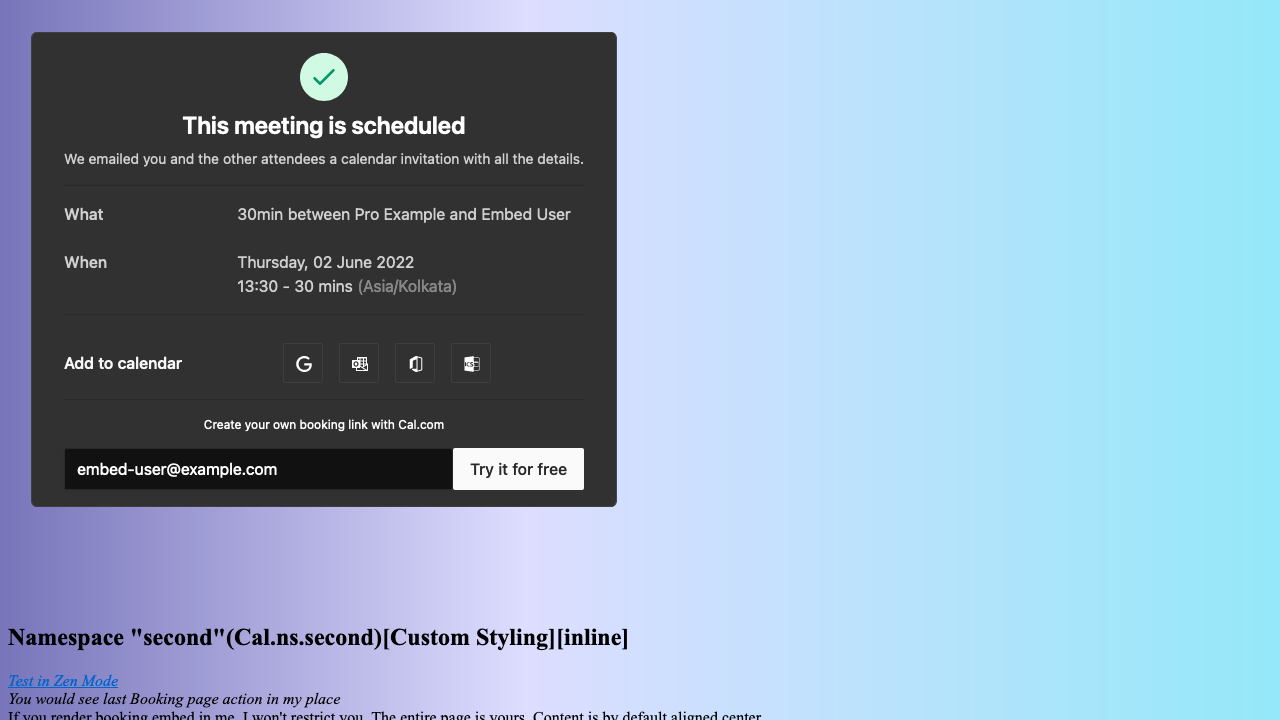 This meeting is scheduled
We emailed you and the other attendees a calendar invitation with all the details.
What
30min between Pro Example and Embed User
When
Thursday, 02 June 2022
13:30 - 30 mins (Asia/Kolkata)
Add to calendar
Create your own booking link with Cal.com
embed-user@example.com
Try it for free
Namespace "second"(Cal.ns.second)[Custom Styling][inline]
Test in Zen Mode
You would see last Booking page action in my place
If you render booking embed in me, I won't restrict you. The entire page is yours. Content is by default aligned center